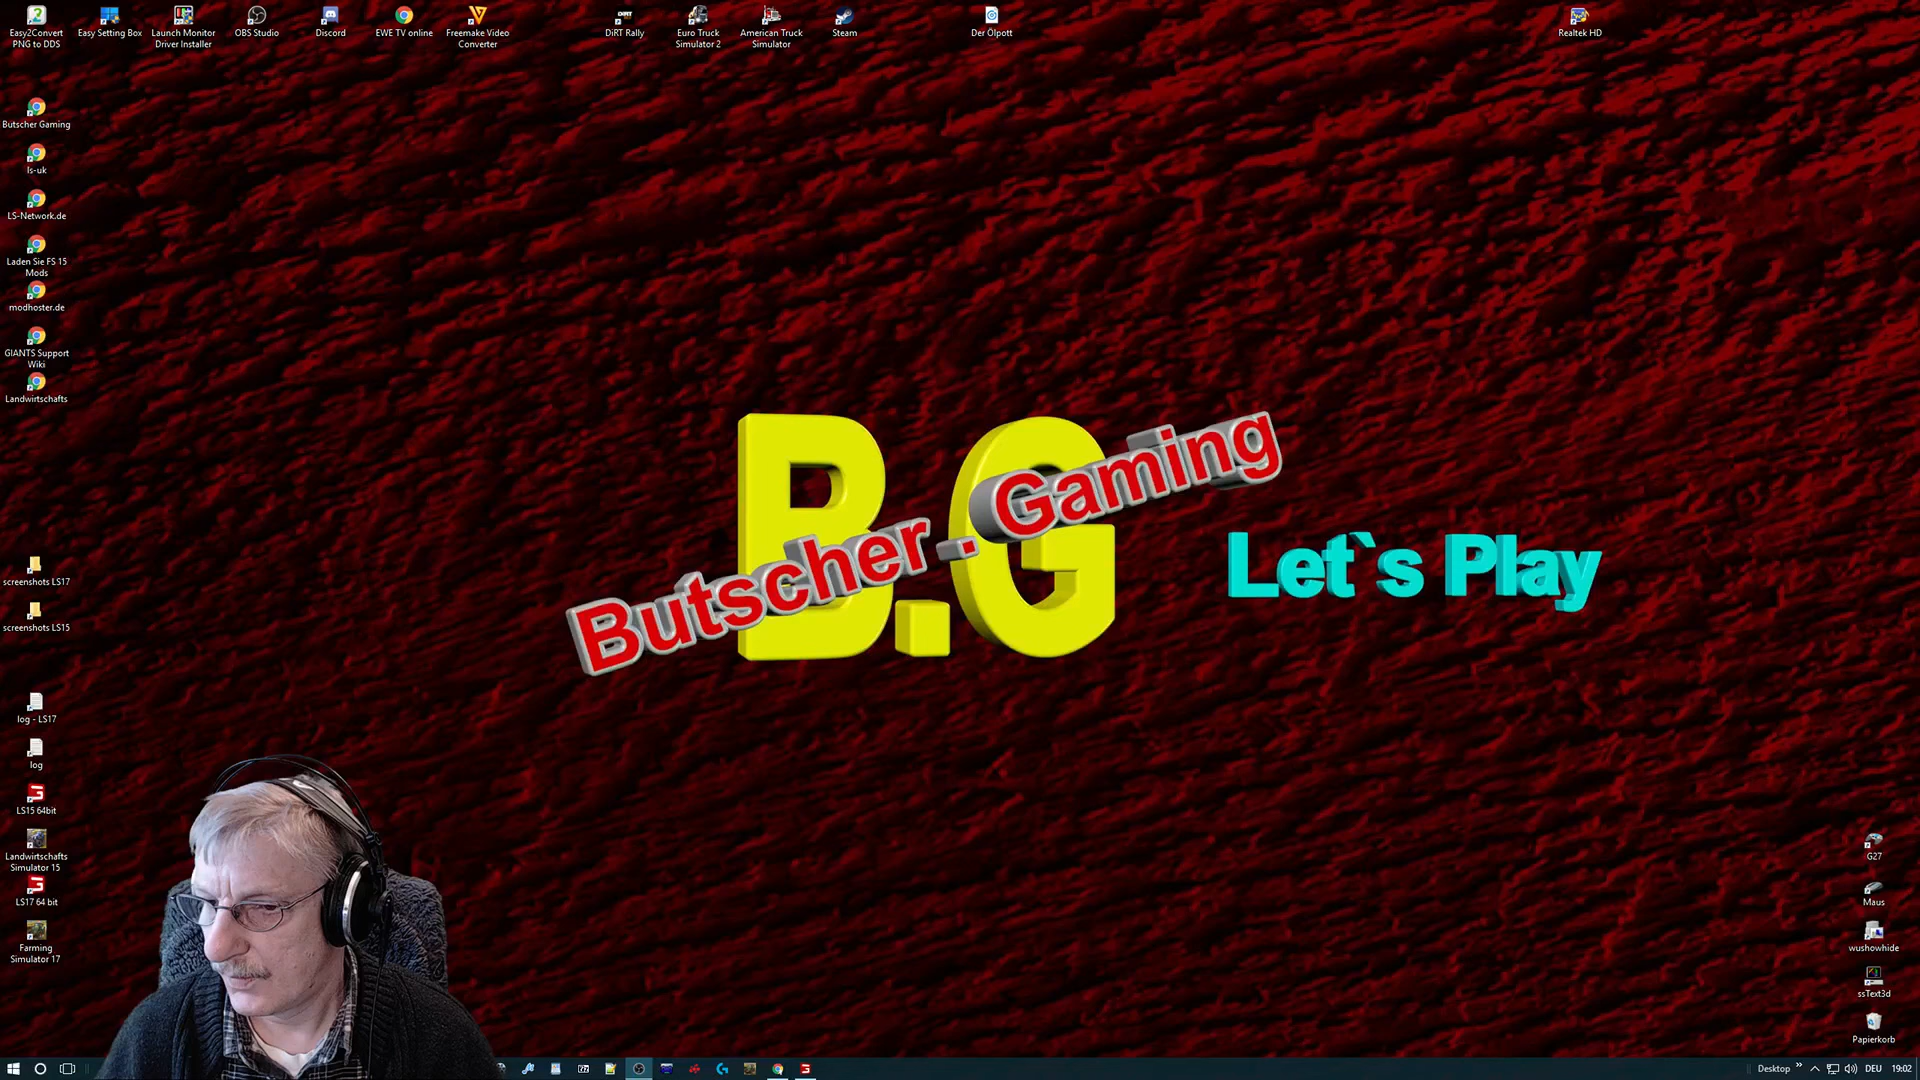 Easy2Convert
PNG to DDS
Easy Setting Box
Launch Monitor
Driver Installer
OBS Studio
Discord
EWE TV online
Freemake Video
Converter
DiRT Rally
Euro Truck
Simulator 2
American Truck
Simulator
Steam
Der Ölpott
Realtek HD
Butscher Gaming
ls-uk
LS-Network.de
Laden Sie FS 15
Mods
modhoster.de
GIANTS Support
Wiki
Landwirtschafts
B.G
Butscher . Gaming
Let`s Play
screenshots LS17
screenshots LS15
log - LS17
log
LS15 64bit
Landwirtschafts
Simulator 15
LS17 64 bit
Farming
Simulator 17
G27
Maus
wushowhide
ssText3d
Papierkorb
Desktop
DEU
19:02